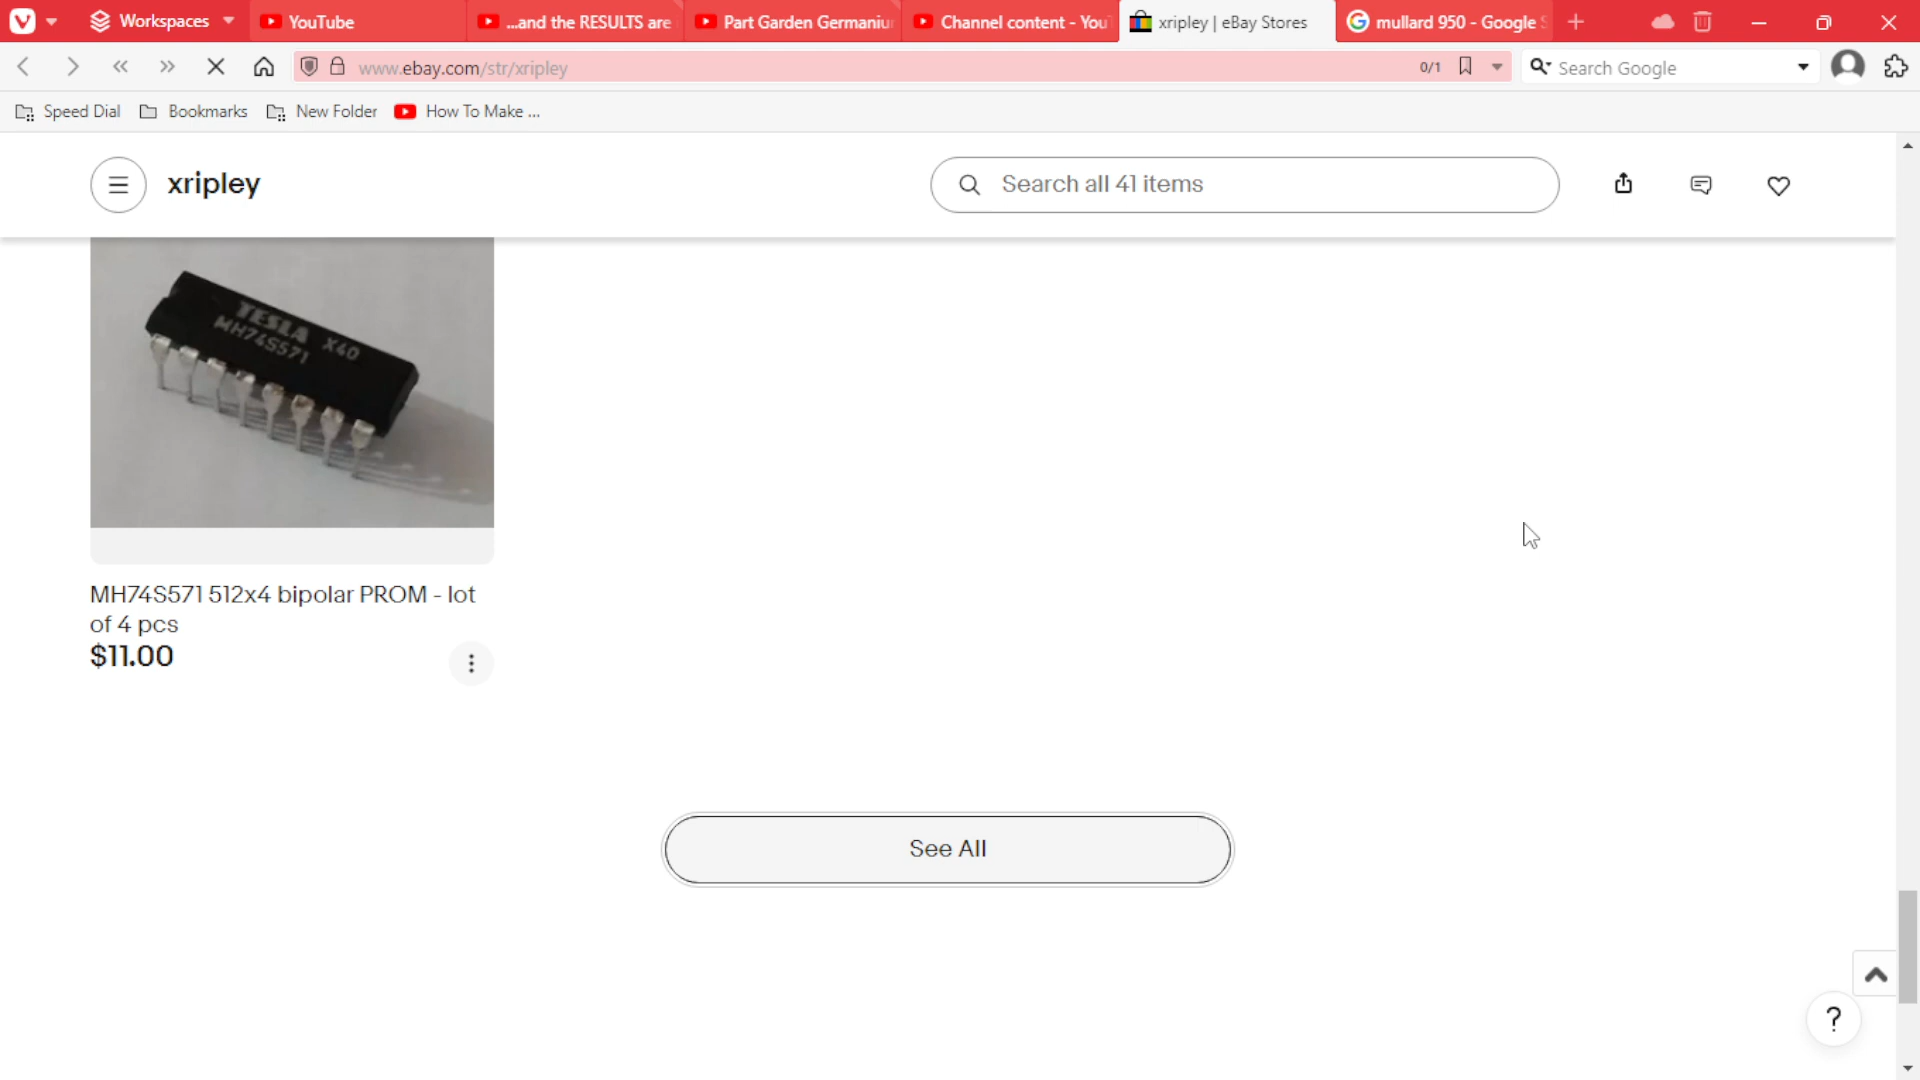 Workspaces
YouTube
...and the RESULTS are
Part Garden Germaniu
Channel content - You
xripley | eBay Stores
mullard 950 - Google S
www.ebay.com/str/xripley
0/1
Search Google
Speed Dial
Bookmarks
New Folder
How To Make ...
xripley
Search all 41 items
TESLA
MH74S571 X40
MH74S571 512x4 bipolar PROM - lot
of 4 pcs
$11.00
See All
?